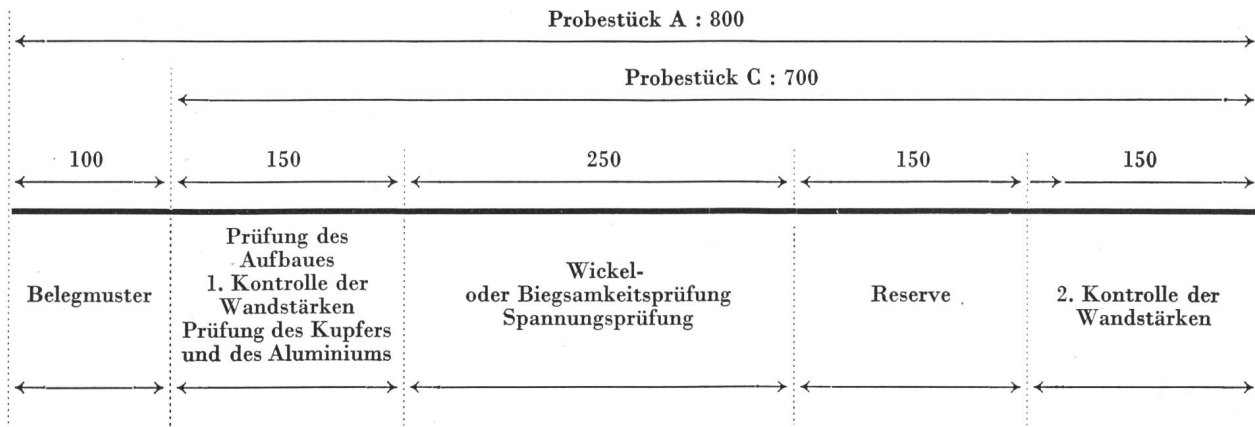 Probestück A : 800
Probestück C : 700
100
150
250
150
150
Belegmuster
Prüfung des
Aufbaues
1. Kontrolle der
Wandstärken
Prüfung des Kupfers
und des Aluminiums
Wickel-
oder Biegsamkeitsprüfung
Spannungsprüfung
Reserve
2. Kontrolle der
Wandstärken